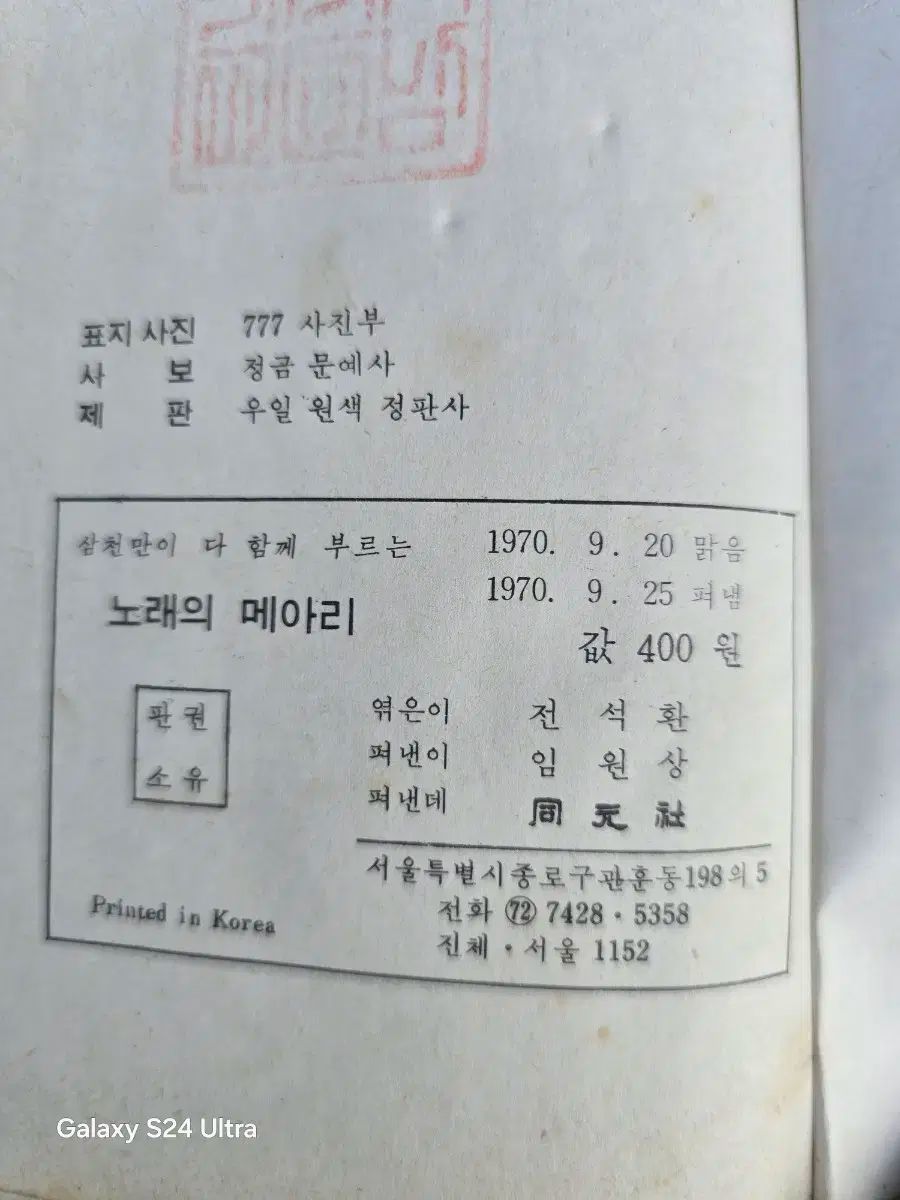 표지 사진 777 사진부
사 보 정금 문예사
제 판 우일 원색 정판사
삼천만이 다 함께 부르는
노래의 메아리
1970. 9. 20 맑음
1970. 9. 25 펴냄
값 400 원
판권
소유
엮은이 전 석 환
펴낸이 임 원 상
펴낸데 同 元 社
서울특별시종로구관훈동198의 5
전화 ㉒ 7428·5358
진체·서울 1152
Printed in Korea
Galaxy S24 Ultra